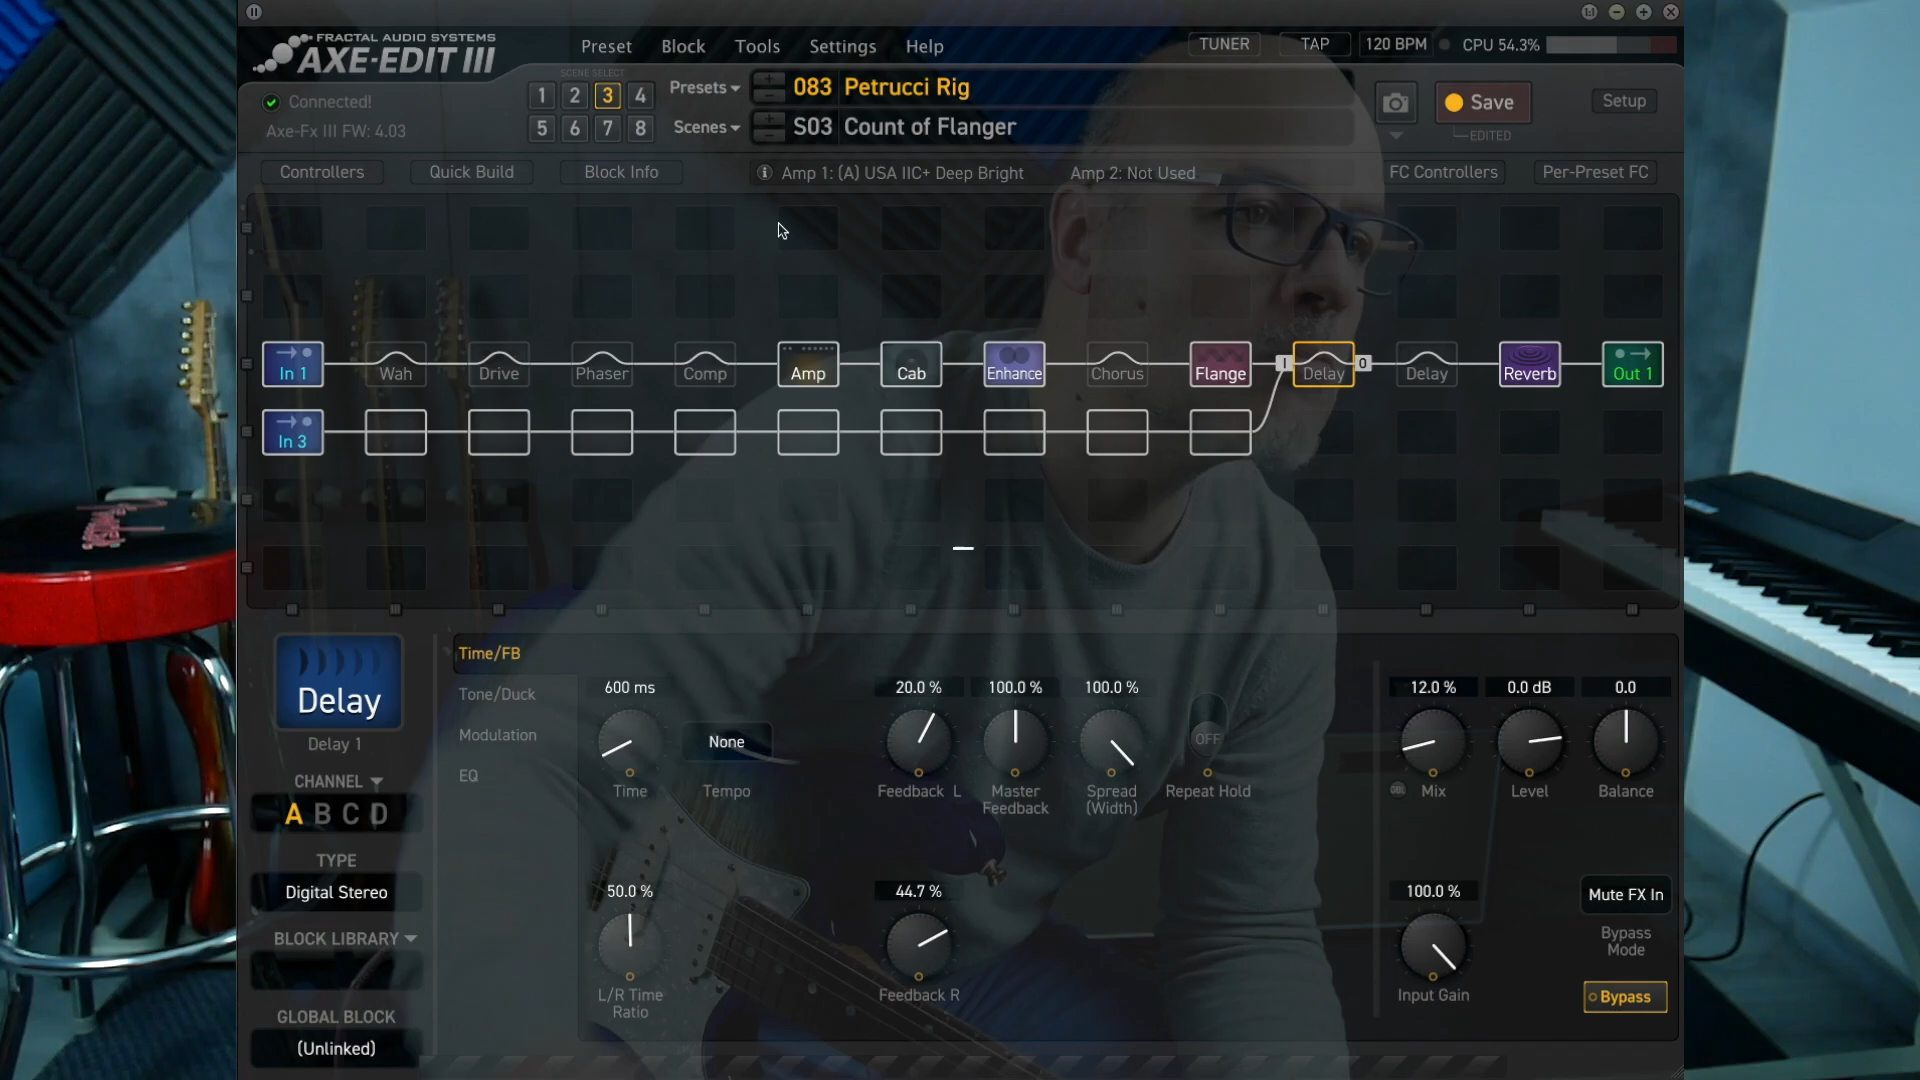 FRACTAL AUDIO SYSTEMS
AXE-EDIT III
Preset Block Tools Settings Help
TUNER TAP 120 BPM CPU 54.3%
1:1
SCENE SELECT
1 2 3 4
5 6 7 8
Presets 083 Petrucci Rig
Scenes S03 Count of Flanger
Connected!
Axe-Fx III FW: 4.03
Save
EDITED
Setup
Controllers Quick Build Block Info
Amp 1: (A) USA IIC+ Deep Bright Amp 2: Not Used
FC Controllers Per-Preset FC
In 1 Wah Drive Phaser Comp Amp Cab Enhance Chorus Flange I Delay O Delay Reverb Out 1
In 3
Delay
Delay 1
CHANNEL
A B C D
TYPE
Digital Stereo
BLOCK LIBRARY
GLOBAL BLOCK
(Unlinked)
Time/FB
Tone/Duck
Modulation
EQ
600 ms
Time
None
Tempo
20.0 %
Feedback L
100.0 %
Master
Feedback
100.0 %
Spread
(Width)
OFF
Repeat Hold
12.0 %
GBL
Mix
0.0 dB
Level
0.0
Balance
50.0 %
L/R Time
Ratio
44.7 %
Feedback R
100.0 %
Input Gain
Mute FX In
Bypass
Mode
Bypass